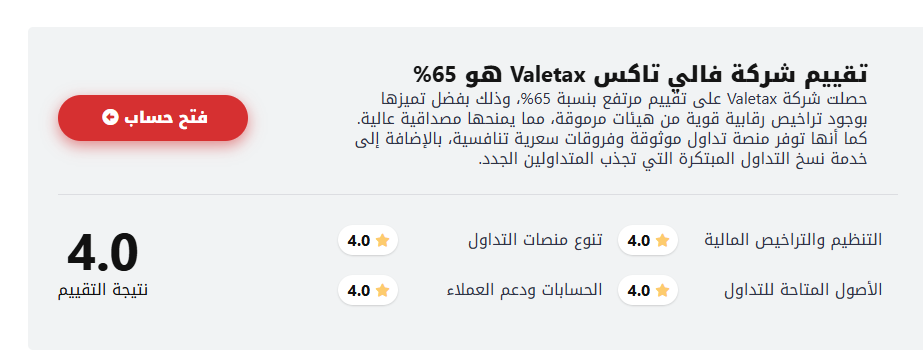 تقييم شركة فالي تاكس Valetax هو 65%
حصلت شركة Valetax على تقييم مرتفع بنسبة 65%، وذلك بفضل تميزها
بوجود تراخيص رقابية قوية من هيئات مرموقة، مما يمنحها مصداقية عالية.
كما أنها توفر منصة تداول موثوقة وفروقات سعرية تنافسية، بالإضافة إلى
خدمة نسخ التداول المبتكرة التي تجذب المتداولين الجدد.
فتح حساب
التنظيم والتراخيص المالية 4.0
تنوع منصات التداول 4.0
الأصول المتاحة للتداول 4.0
الحسابات ودعم العملاء 4.0
4.0
نتيجة التقييم